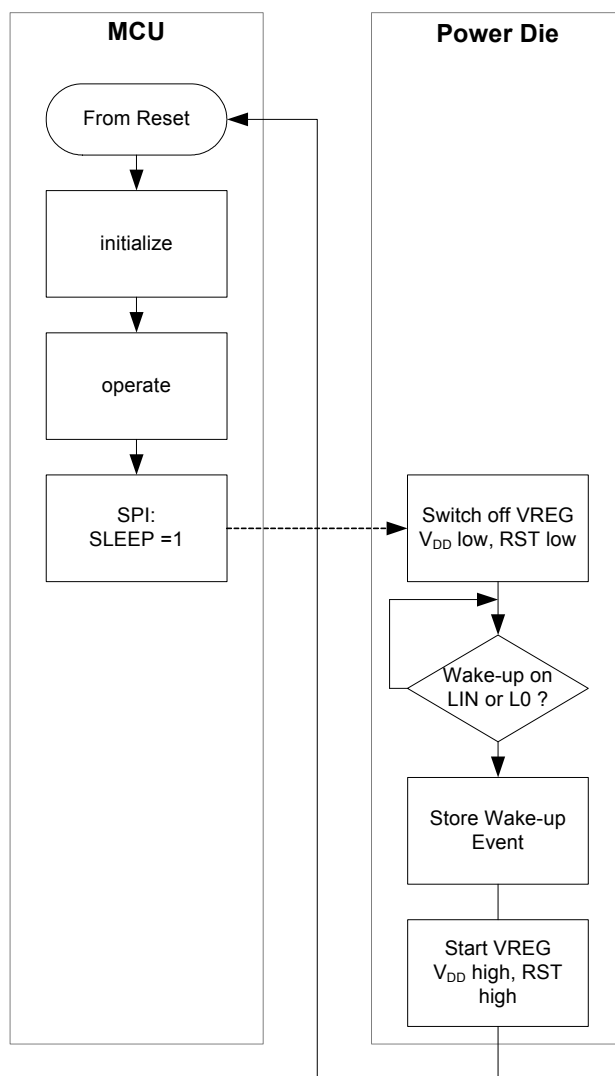 MCU
From Reset
initialize
operate
SPI:
SLEEP =1
Power Die
Switch off VREG
VDD low, RST low
Wake-up on
LIN or L0 ?
Store Wake-up
Event
Start VREG
VDD high, RST
high